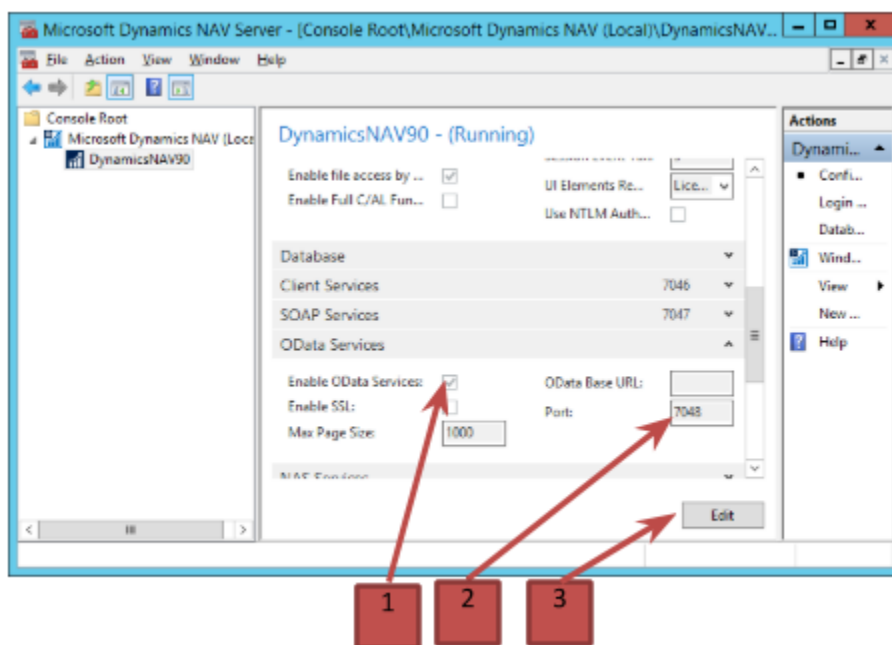 Microsoft Dynamics NAV Server - [Console Root\Microsoft Dynamics NAV (Local)\DynamicsNAV...
File Action View Window Help
Console Root
Microsoft Dynamics NAV (Loca
DynamicsNAV90
DynamicsNAV90 - (Running)
Enable file access by ...
Enable Full C/AL Fun...
UI Elements Re...
Lice...
Use NTLM Auth...
Database
Client Services 7046
SOAP Services 7047
OData Services
Enable OData Services:
OData Base URL:
Enable SSL:
Port: 7048
Max Page Size: 1000
NAS Services
Edit
Actions
Dynami...
Confi...
Login ...
Datab...
Wind...
View
New ...
Help
1 2 3